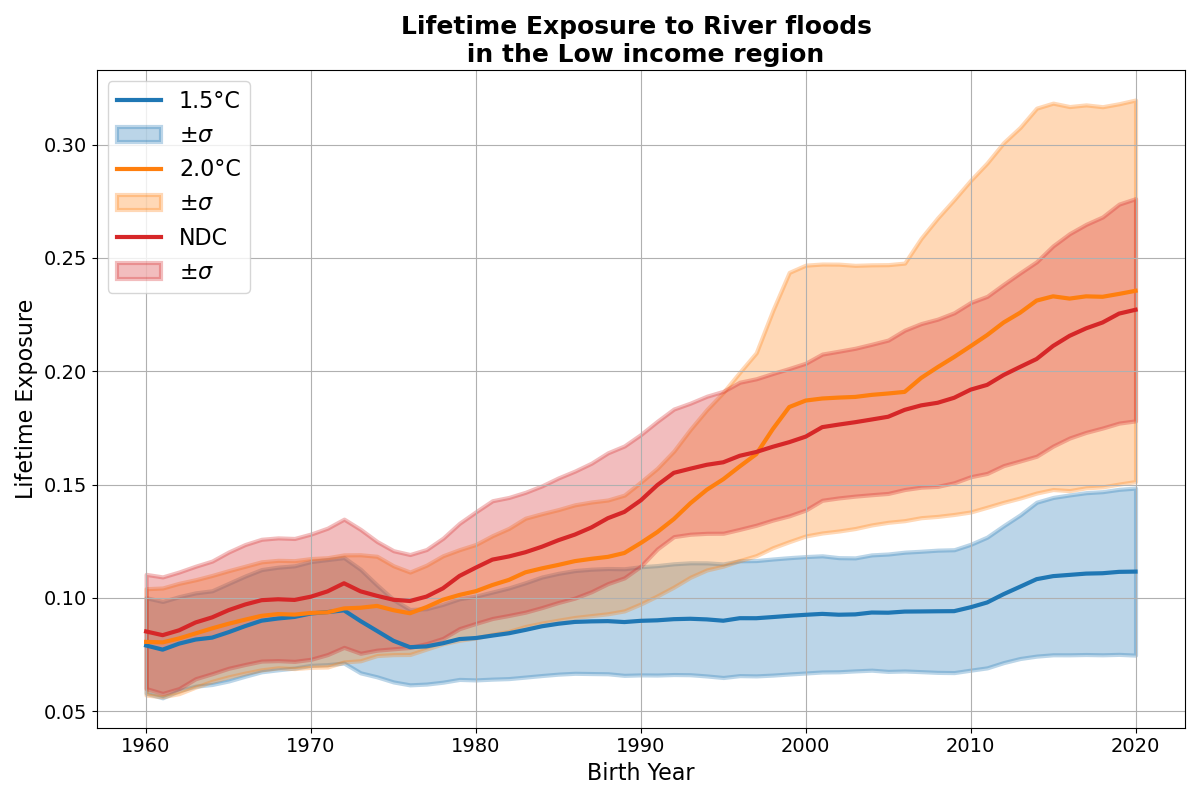 Lifetime Exposure to River floods
in the Low income region
1.5°C
±σ
2.0°C
±σ
NDC
±σ
Lifetime Exposure
0.30
0.25
0.20
0.15
0.10
0.05
1960 1970 1980 1990 2000 2010 2020
Birth Year